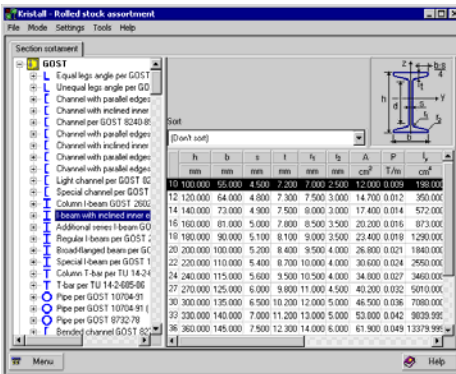 Kristall - Rolled stock assortment
File Mode Settings Tools Help
Section sortament
GOST
Equal legs angle per GOST
Unequal legs angle per GO
Channel with parallel edges
Channel with inclined inner
Channel per GOST 8240-8
Channel with parallel edges
Channel with inclined inner
Channel with parallel edges
Channel with parallel edges
Light channel per GOST 82
Special channel per GOST
Column I-beam GOST 2602
I-beam with inclined inner e
Additional series I-beam GO
Regular I-beam per GOST 2
Broad-flanged beam per GO
Special I-beam per GOST 1
Column T-bar per TU 14-2-
T-bar per TU 14-2-685-86
Pipe per GOST 10704-91
Pipe per GOST 10704-91 (
Pipe per GOST 8732-78
Bended channel GOST 82
z b-s
4
h d s Y
b
Sort
(Don't sort)
h b s t r₁ r₂ A P Iᵧ
mm mm mm mm mm mm cm² T/m cm⁴
10 100.000 55.000 4.500 7.200 7.000 2.500 12.000 0.009 198.000
12 120.000 64.000 4.800 7.300 7.500 3.000 14.700 0.012 350.000
14 140.000 73.000 4.900 7.500 8.000 3.000 17.400 0.014 572.000
16 160.000 81.000 5.000 7.800 8.500 3.500 20.200 0.016 873.000
18 180.000 90.000 5.100 8.100 9.000 3.500 23.400 0.018 1290.000
20 200.000 100.000 5.200 8.400 9.500 4.000 26.800 0.021 1840.000
22 220.000 110.000 5.400 8.700 10.000 4.000 30.600 0.024 2550.000
24 240.000 115.000 5.600 9.500 10.500 4.000 34.800 0.027 3460.000
27 270.000 125.000 6.000 9.800 11.000 4.500 40.200 0.032 5010.000
30 300.000 135.000 6.500 10.200 12.000 5.000 46.500 0.036 7080.000
33 330.000 140.000 7.000 11.200 13.000 5.000 53.800 0.042 9839.999
36 360.000 145.000 7.500 12.300 14.000 6.000 61.900 0.049 13379.999
Menu
Help